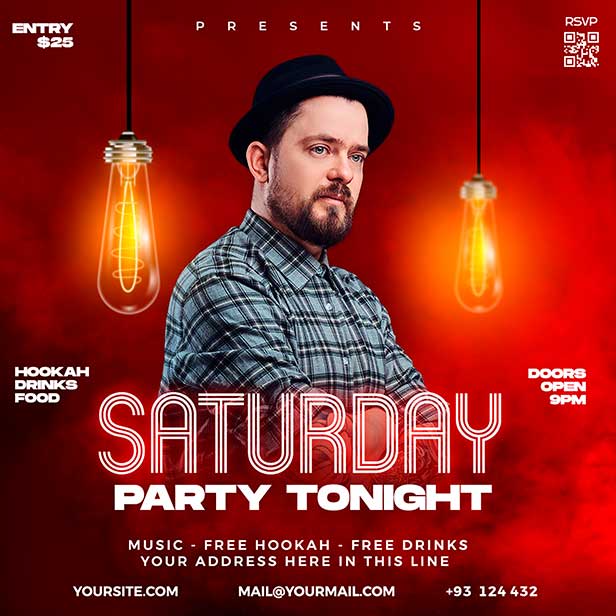 ENTRY
$25
PRESENTS
RSVP
HOOKAH
DRINKS
FOOD
DOORS
OPEN
9PM
SATURDAY
PARTY TONIGHT
MUSIC - FREE HOOKAH - FREE DRINKS
YOUR ADDRESS HERE IN THIS LINE
YOURSITE.COM
MAIL@YOURMAIL.COM
+93 124 432